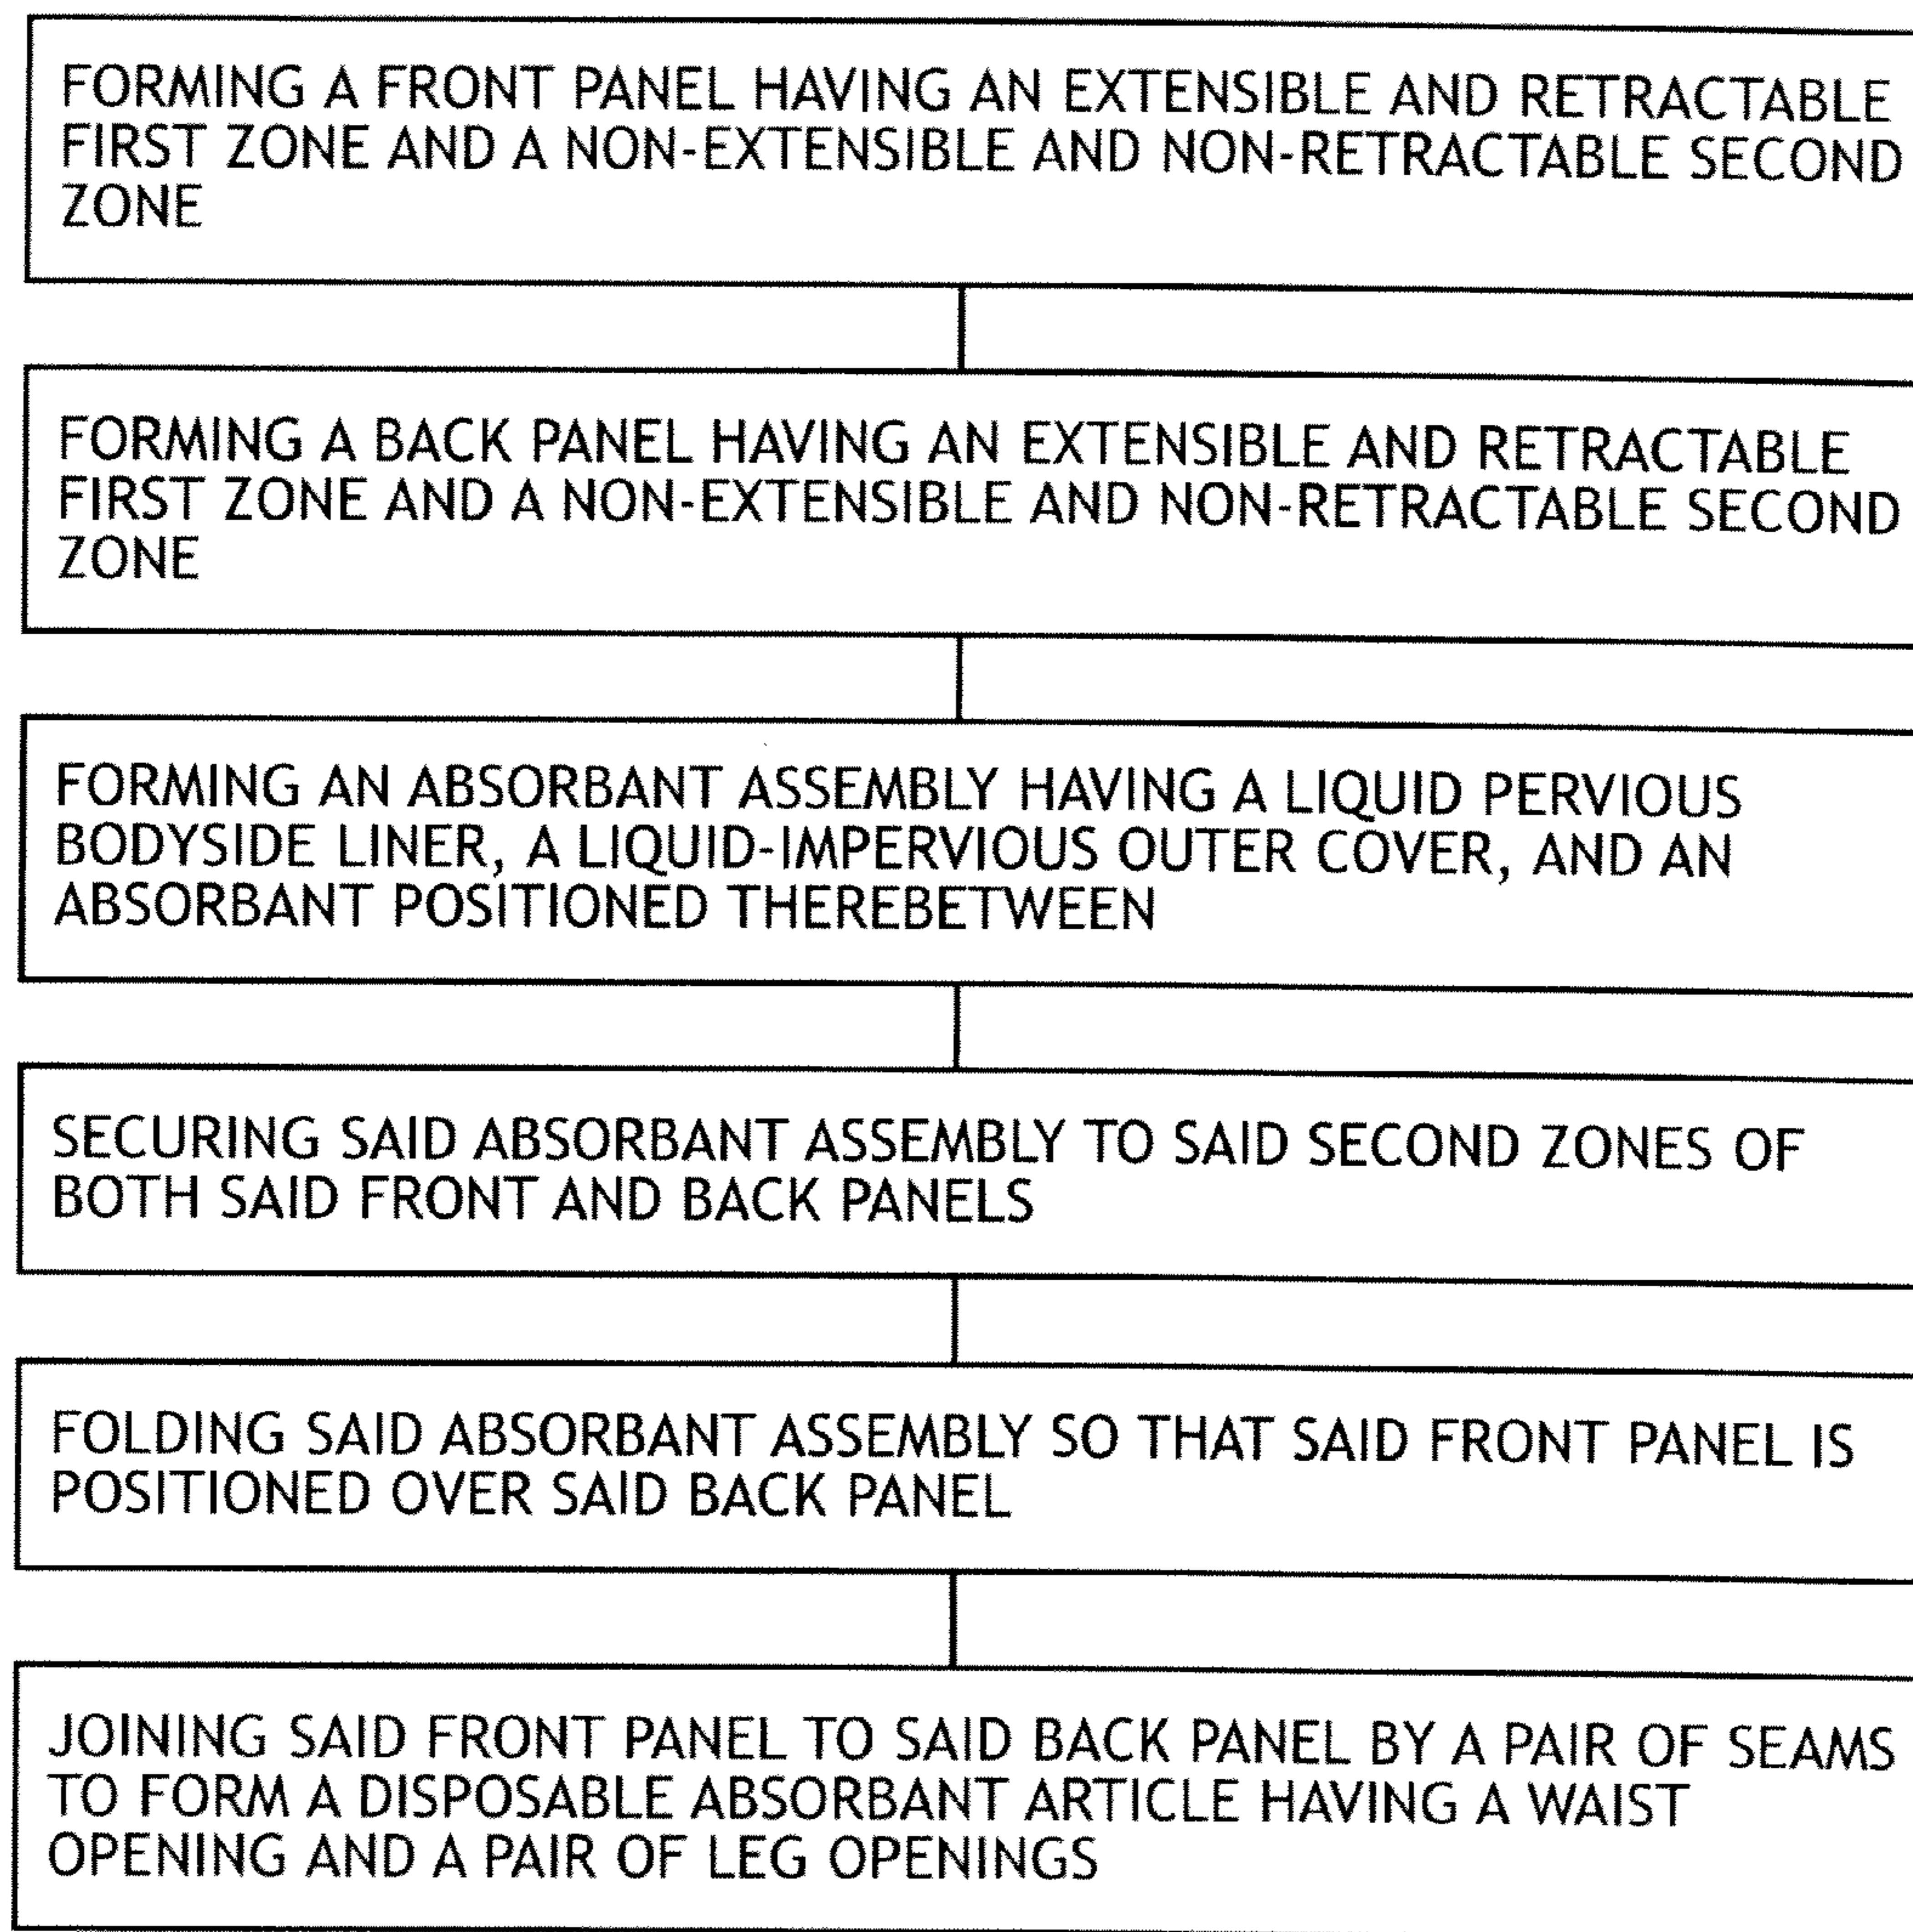 FORMING A FRONT PANEL HAVING AN EXTENSIBLE AND RETRACTABLE
FIRST ZONE AND A NON-EXTENSIBLE AND NON-RETRACTABLE SECOND
ZONE
FORMING A BACK PANEL HAVING AN EXTENSIBLE AND RETRACTABLE
FIRST ZONE AND A NON-EXTENSIBLE AND NON-RETRACTABLE SECOND
ZONE
FORMING AN ABSORBANT ASSEMBLY HAVING A LIQUID PERVIOUS
BODYSIDE LINER, A LIQUID-IMPERVIOUS OUTER COVER, AND AN
ABSORBANT POSITIONED THEREBETWEEN
SECURING SAID ABSORBANT ASSEMBLY TO SAID SECOND ZONES OF
BOTH SAID FRONT AND BACK PANELS
FOLDING SAID ABSORBANT ASSEMBLY SO THAT SAID FRONT PANEL IS
POSITIONED OVER SAID BACK PANEL
JOINING SAID FRONT PANEL TO SAID BACK PANEL BY A PAIR OF SEAMS
TO FORM A DISPOSABLE ABSORBANT ARTICLE HAVING A WAIST
OPENING AND A PAIR OF LEG OPENINGS